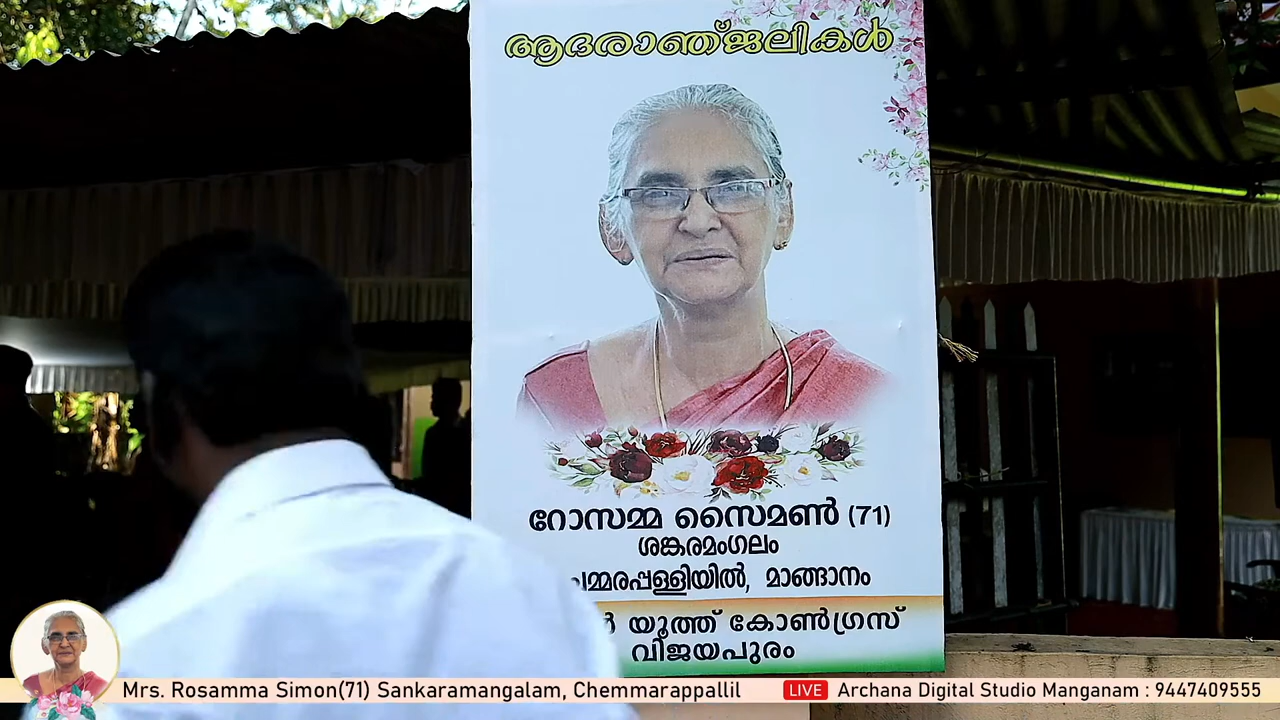 ആദരാഞ്ജലികൾ
റോസമ്മ സൈമൺ (71)
ശങ്കരമംഗലം
മാങ്ങാനം
യൂത്ത് കോൺഗ്രസ്
വിജയപുരം
Mrs. Rosamma Simon(71) Sankaramangalam, Chemmarappallil
LIVE Archana Digital Studio Manganam : 9447409555